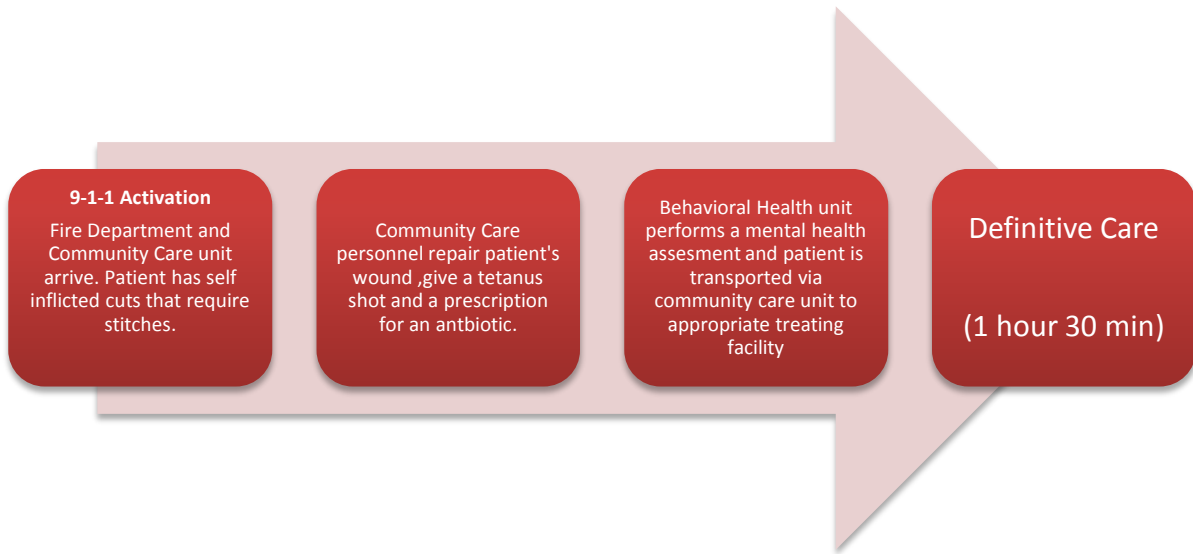 9-1-1 Activation
Fire Department and
Community Care unit
arrive. Patient has self
inflicted cuts that require
stitches.
Community Care
personnel repair patient's
wound ,give a tetanus
shot and a prescription
for an antbiotic.
Behavioral Health unit
performs a mental health
assesment and patient is
transported via
community care unit to
appropriate treating
facility
Definitive Care
(1 hour 30 min)